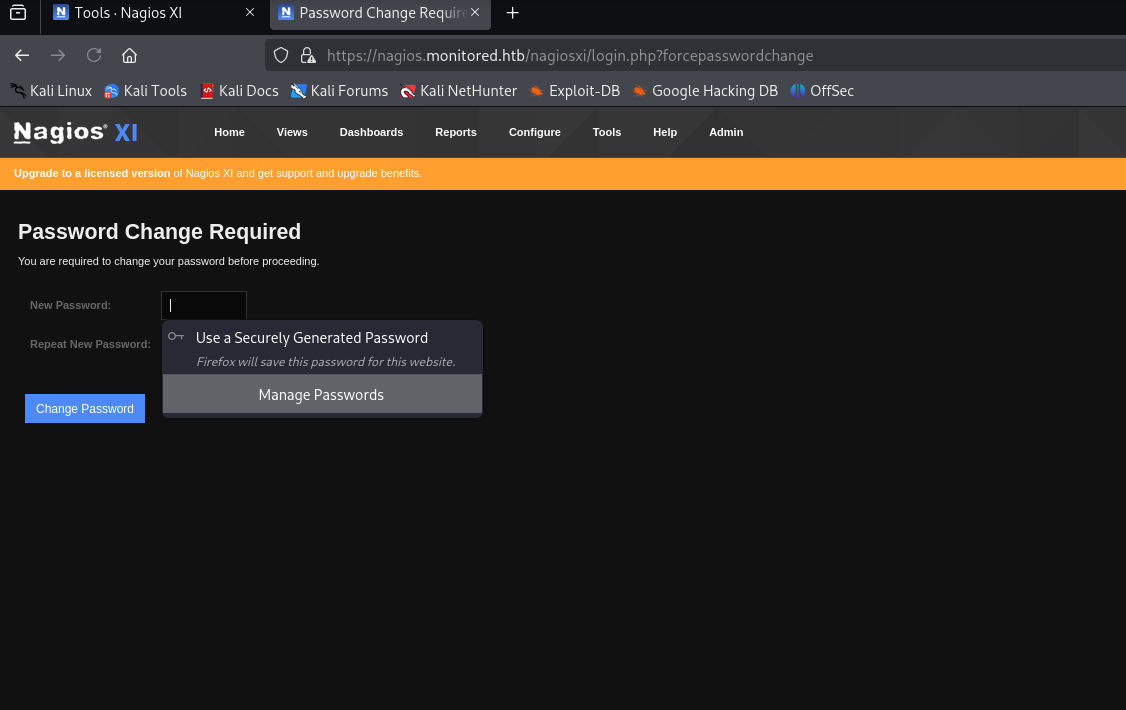 Tools · Nagios XI
Password Change Require
https://nagios.monitored.htb/nagiosxi/login.php?forcepasswordchange
Kali Linux Kali Tools Kali Docs Kali Forums Kali NetHunter Exploit-DB Google Hacking DB OffSec
Nagios® XI Home Views Dashboards Reports Configure Tools Help Admin
Upgrade to a licensed version of Nagios XI and get support and upgrade benefits.
Password Change Required
You are required to change your password before proceeding.
New Password:
Use a Securely Generated Password
Repeat New Password:
Firefox will save this password for this website.
Manage Passwords
Change Password